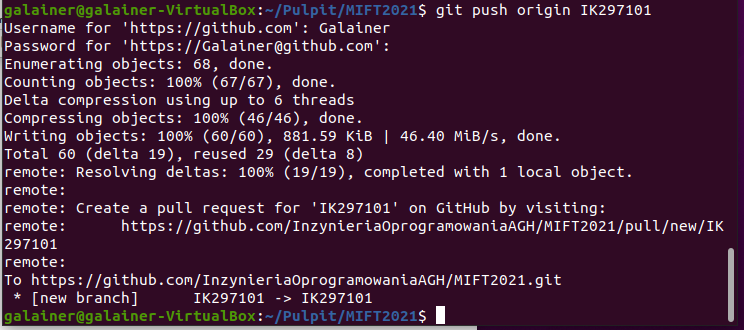 galainer@galainer-VirtualBox:~/Pulpit/MIFT2021$ git push origin IK297101
Username for 'https://github.com': Galainer
Password for 'https://Galainer@github.com':
Enumerating objects: 68, done.
Counting objects: 100% (67/67), done.
Delta compression using up to 6 threads
Compressing objects: 100% (46/46), done.
Writing objects: 100% (60/60), 881.59 KiB | 46.40 MiB/s, done.
Total 60 (delta 19), reused 29 (delta 8)
remote: Resolving deltas: 100% (19/19), completed with 1 local object.
remote:
remote: Create a pull request for 'IK297101' on GitHub by visiting:
remote:      https://github.com/InzynieriaOprogramowaniaAGH/MIFT2021/pull/new/IK
297101
remote:
To https://github.com/InzynieriaOprogramowaniaAGH/MIFT2021.git
 * [new branch]      IK297101 -> IK297101
galainer@galainer-VirtualBox:~/Pulpit/MIFT2021$